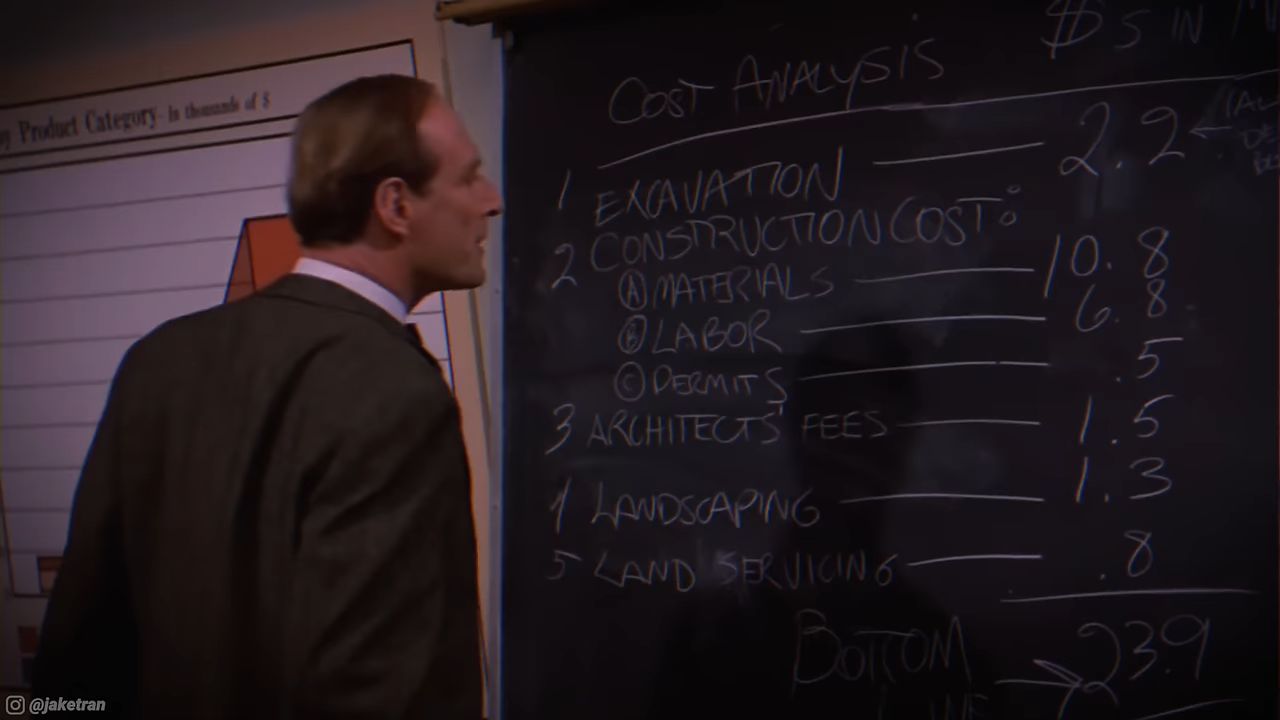 Product Category - In thousands of $
COST ANALYSIS
$S IN
1 EXCAVATION 2.2
2 CONSTRUCTION COST:
A MATERIALS 10.8
B LABOR 6.8
C PERMITS .5
3 ARCHITECTS' FEES 1.5
4 LANDSCAPING 1.3
5 LAND SERVICING .8
BOTTOM 23.9
@jaketran